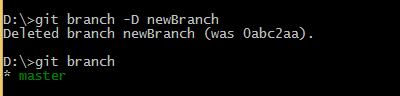 D:\>git branch -D newBranch
Deleted branch newBranch (was 0abc2aa).
D:\>git branch
* master